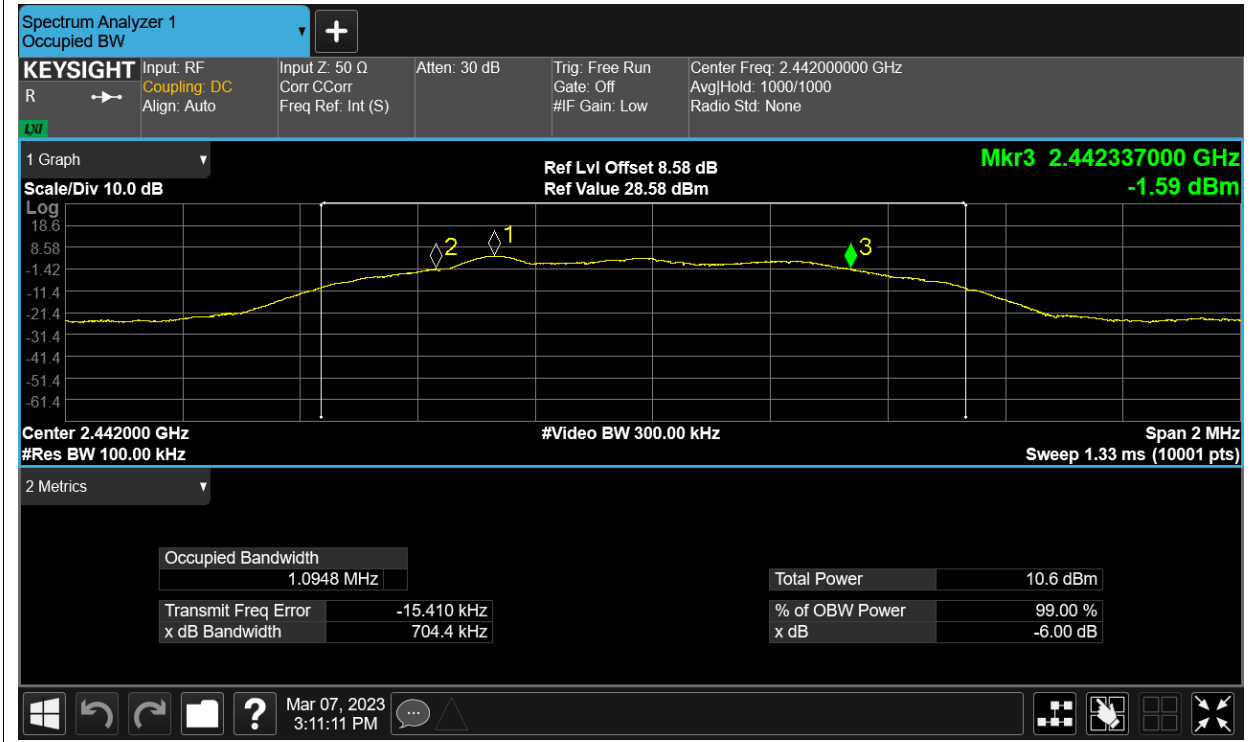 Spectrum Analyzer 1
Occupied BW
KEYSIGHT
R
LXI
Input: RF
Coupling: DC
Align: Auto
Input Z: 50 Ω
Corr CCorr
Freq Ref: Int (S)
Atten: 30 dB
Trig: Free Run
Gate: Off
#IF Gain: Low
Center Freq: 2.442000000 GHz
Avg|Hold: 1000/1000
Radio Std: None
1 Graph
Scale/Div 10.0 dB
Ref Lvl Offset 8.58 dB
Ref Value 28.58 dBm
Mkr3 2.442337000 GHz
-1.59 dBm
Log
18.6
8.58
-1.42
-11.4
-21.4
-31.4
-41.4
-51.4
-61.4
2
1
3
Center 2.442000 GHz
#Res BW 100.00 kHz
#Video BW 300.00 kHz
Span 2 MHz
Sweep 1.33 ms (10001 pts)
2 Metrics
Occupied Bandwidth
1.0948 MHz
Transmit Freq Error -15.410 kHz
x dB Bandwidth 704.4 kHz
Total Power 10.6 dBm
% of OBW Power 99.00 %
x dB -6.00 dB
?
Mar 07, 2023
3:11:11 PM